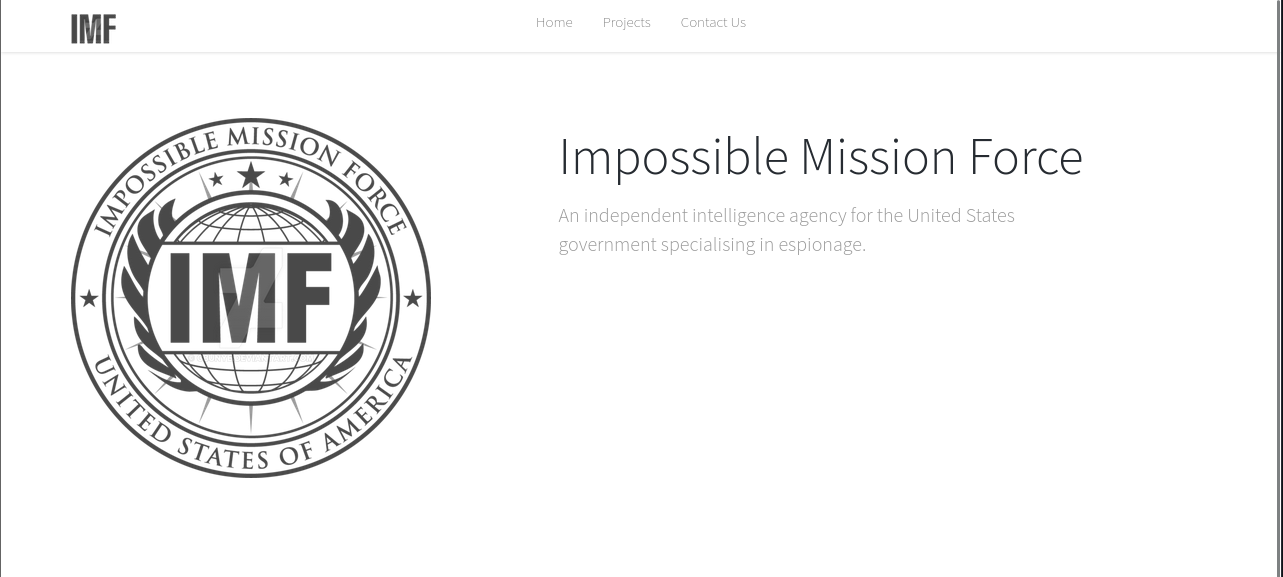 IMF
Home Projects Contact Us
IMPOSSIBLE MISSION FORCE
IMF
UNITED STATES OF AMERICA
Impossible Mission Force
An independent intelligence agency for the United States
government specialising in espionage.